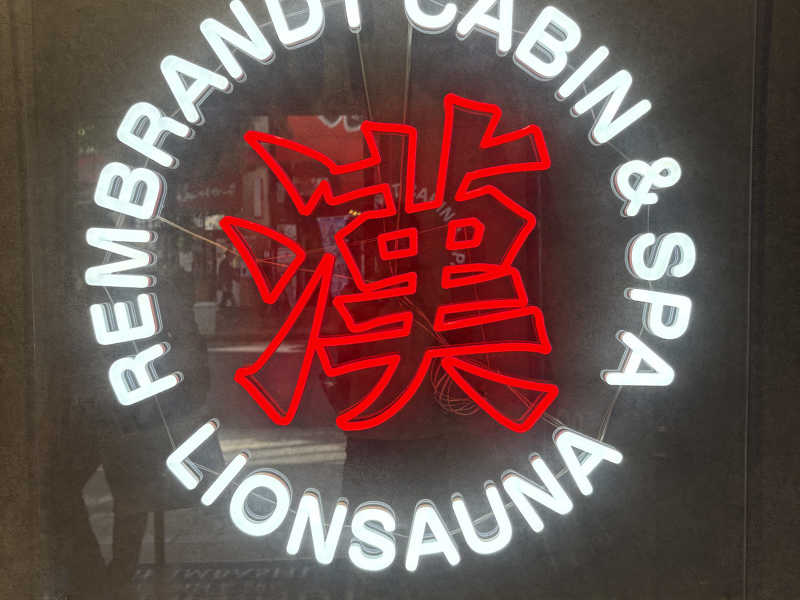 REMBRANDT CABIN & SPA
漢
LIONSAUNA